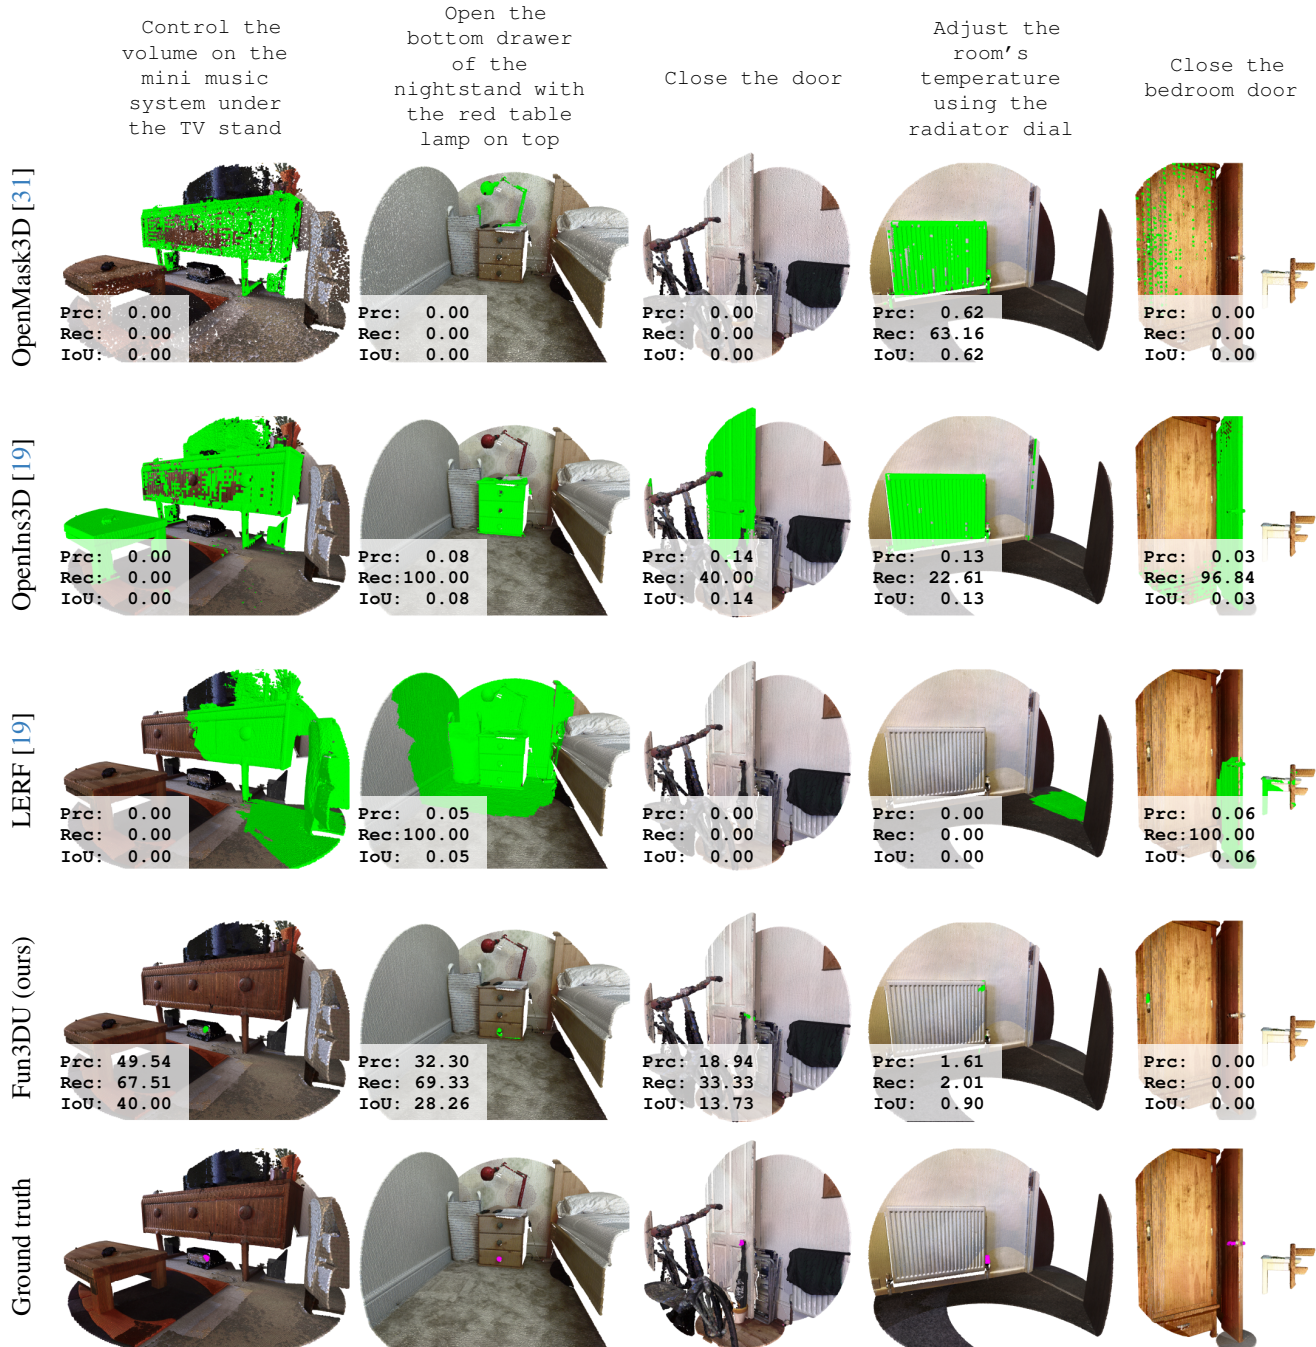 Control the
volume on the
mini music
system under
the TV stand
Open the
bottom drawer
of the
nightstand with
the red table
lamp on top
Close the door
Adjust the
room's
temperature
using the
radiator dial
Close the
bedroom door
OpenMask3D [31]
Prc: 0.00
Rec: 0.00
IoU: 0.00
Prc: 0.00
Rec: 0.00
IoU: 0.00
Prc: 0.00
Rec: 0.00
IoU: 0.00
Prc: 0.62
Rec: 63.16
IoU: 0.62
Prc: 0.00
Rec: 0.00
IoU: 0.00
OpenIns3D [19]
Prc: 0.00
Rec: 0.00
IoU: 0.00
Prc: 0.08
Rec:100.00
IoU: 0.08
Prc: 0.14
Rec: 40.00
IoU: 0.14
Prc: 0.13
Rec: 22.61
IoU: 0.13
Prc: 0.03
Rec: 96.84
IoU: 0.03
LERF [19]
Prc: 0.00
Rec: 0.00
IoU: 0.00
Prc: 0.05
Rec:100.00
IoU: 0.05
Prc: 0.00
Rec: 0.00
IoU: 0.00
Prc: 0.00
Rec: 0.00
IoU: 0.00
Prc: 0.06
Rec:100.00
IoU: 0.06
Fun3DU (ours)
Prc: 49.54
Rec: 67.51
IoU: 40.00
Prc: 32.30
Rec: 69.33
IoU: 28.26
Prc: 18.94
Rec: 33.33
IoU: 13.73
Prc: 1.61
Rec: 2.01
IoU: 0.90
Prc: 0.00
Rec: 0.00
IoU: 0.00
Ground truth